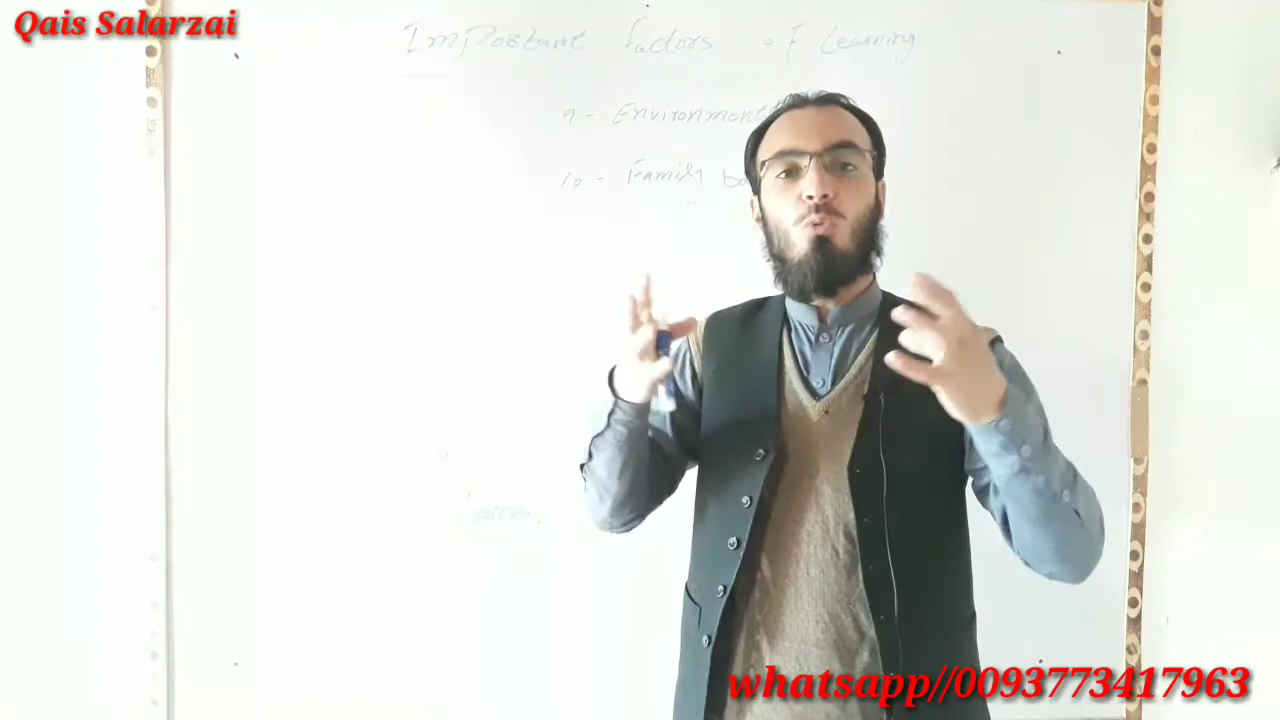 Qais Salarzai
Important factors of Learning
9- Environment
10- Family
whatsapp//0093773417963